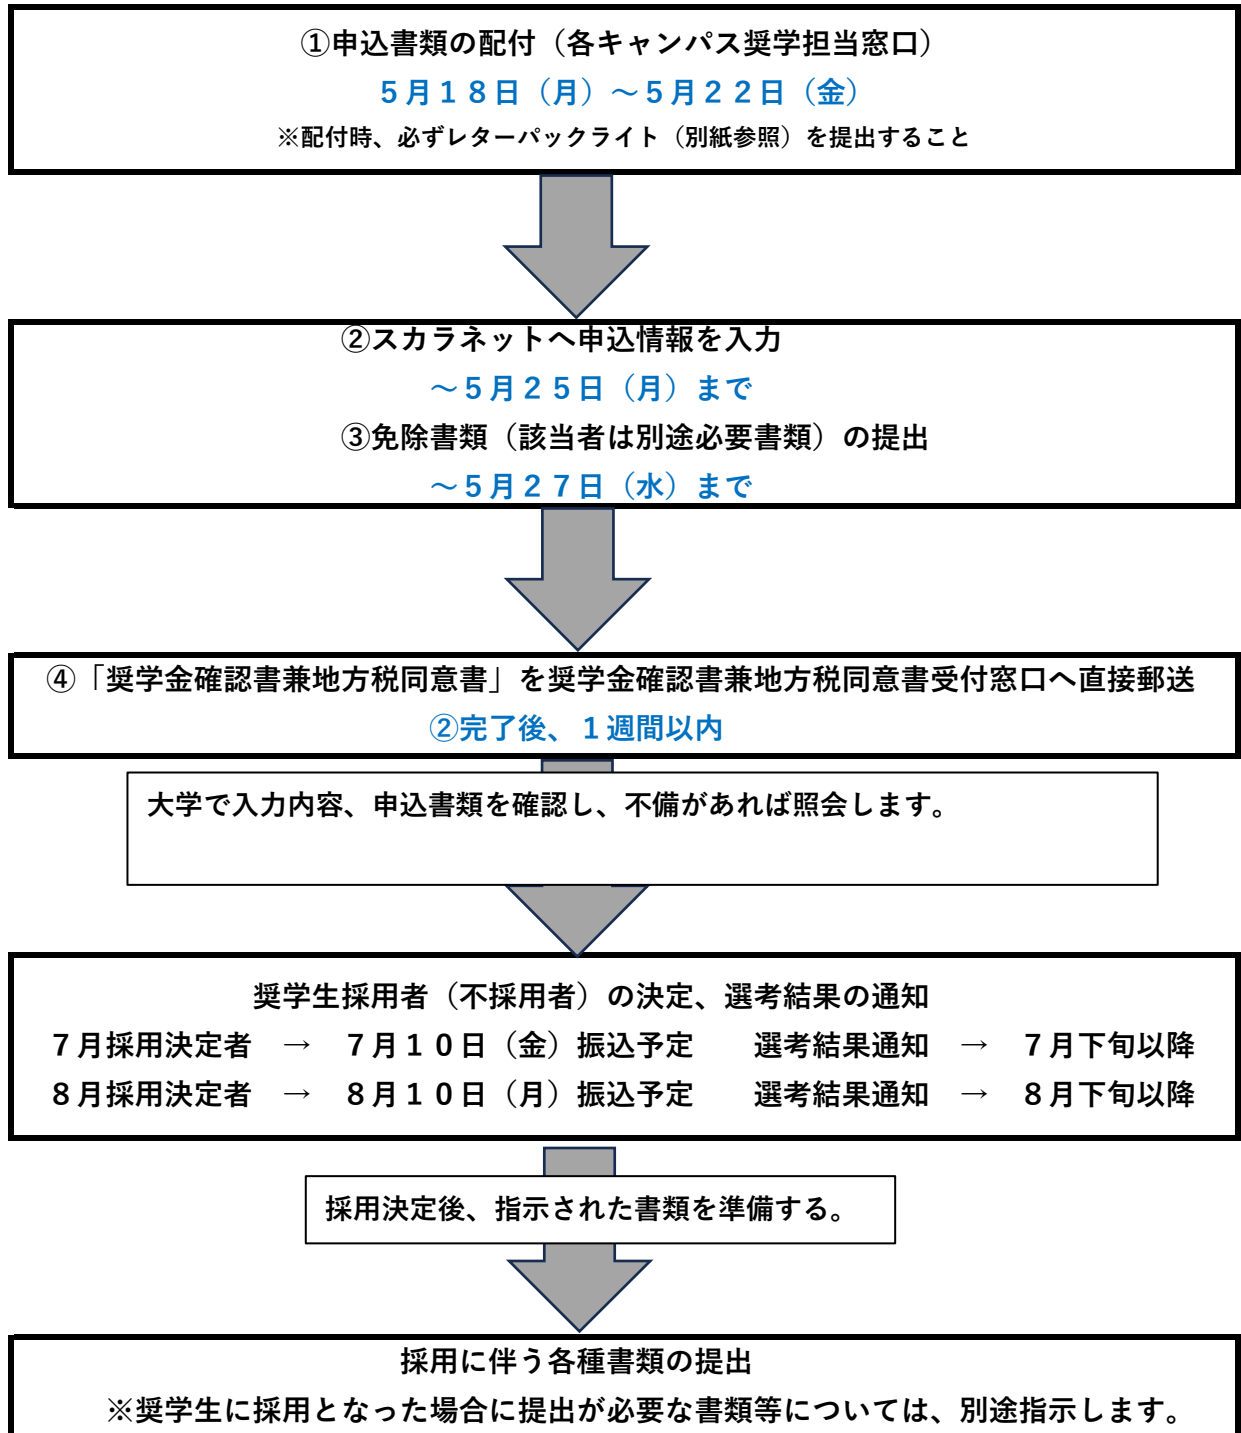 ①申込書類の配付（各キャンパス奨学担当窓口）
５月１８日（月）～５月２２日（金）
※配付時、必ずレターパックライト（別紙参照）を提出すること
②スカラネットへ申込情報を入力
～５月２５日（月）まで
③免除書類（該当者は別途必要書類）の提出
～５月２７日（水）まで
④「奨学金確認書兼地方税同意書」を奨学金確認書兼地方税同意書受付窓口へ直接郵送
②完了後、１週間以内
大学で入力内容、申込書類を確認し、不備があれば照会します。
奨学生採用者（不採用者）の決定、選考結果の通知
７月採用決定者　→　７月１０日（金）振込予定　　選考結果通知　→　７月下旬以降
８月採用決定者　→　８月１０日（月）振込予定　　選考結果通知　→　８月下旬以降
採用決定後、指示された書類を準備する。
採用に伴う各種書類の提出
※奨学生に採用となった場合に提出が必要な書類等については、別途指示します。